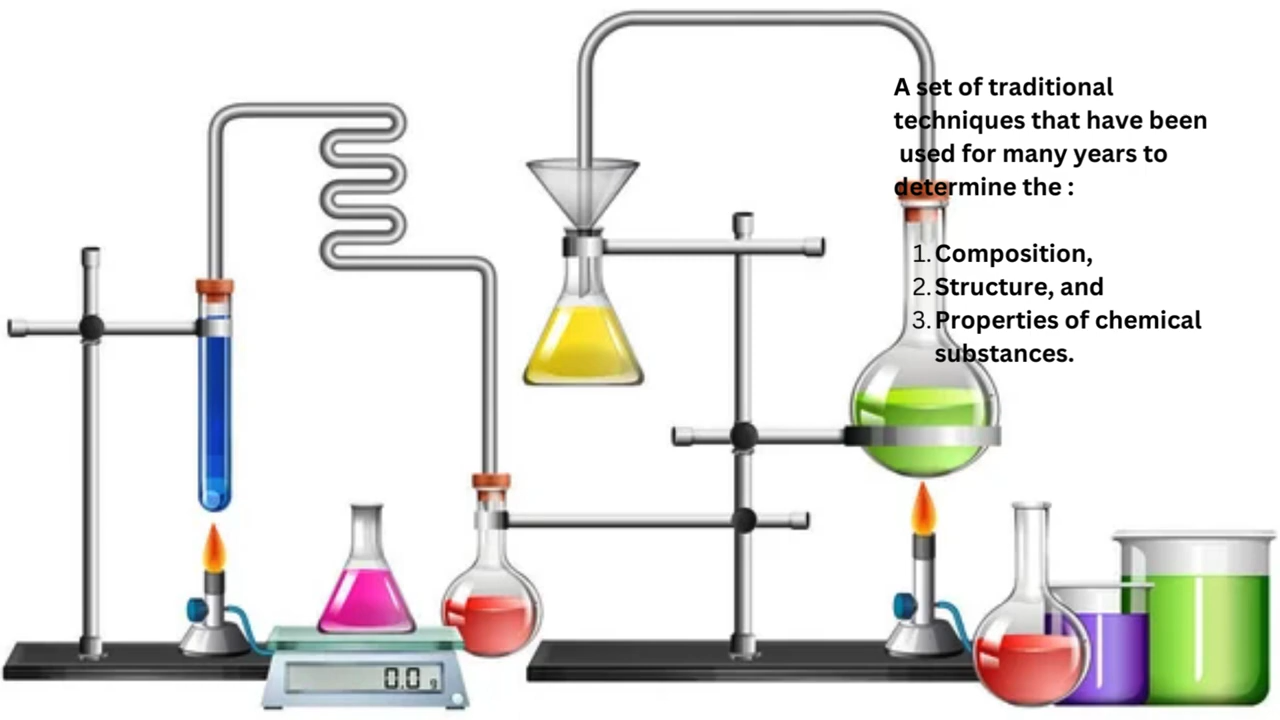 A set of traditional
techniques that have been
used for many years to
determine the :
1. Composition,
2. Structure, and
3. Properties of chemical
substances.
0.0 g